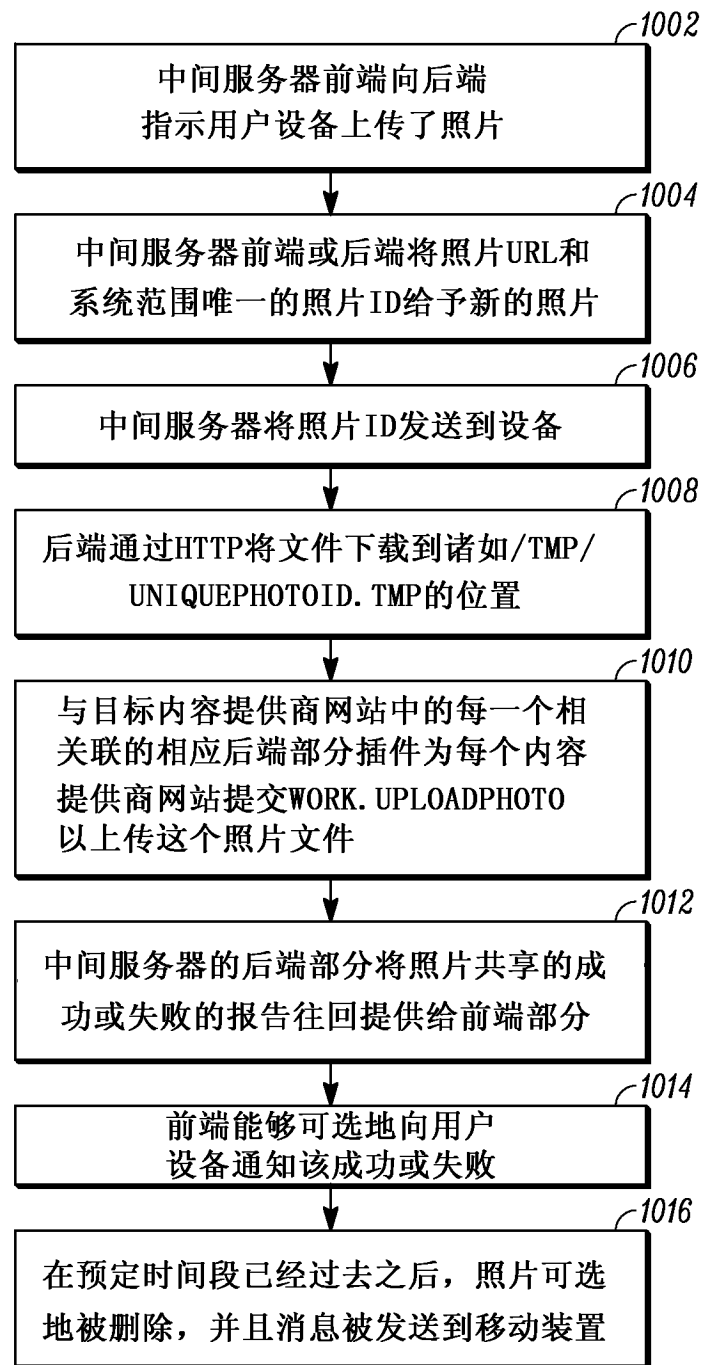 1002
中间服务器前端向后端
指示用户设备上传了照片
1004
中间服务器前端或后端将照片URL和
系统范围唯一的照片ID给予新的照片
1006
中间服务器将照片ID发送到设备
1008
后端通过HTTP将文件下载到诸如/TMP/
UNIQUEPHOTOID.TMP的位置
1010
与目标内容提供商网站中的每一个相
关联的相应后端部分插件为每个内容
提供商网站提交WORK.UPLOADPHOTO
以上传这个照片文件
1012
中间服务器的后端部分将照片共享的成
功或失败的报告往回提供给前端部分
1014
前端能够可选地向用户
设备通知该成功或失败
1016
在预定时间段已经过去之后，照片可选
地被删除，并且消息被发送到移动装置